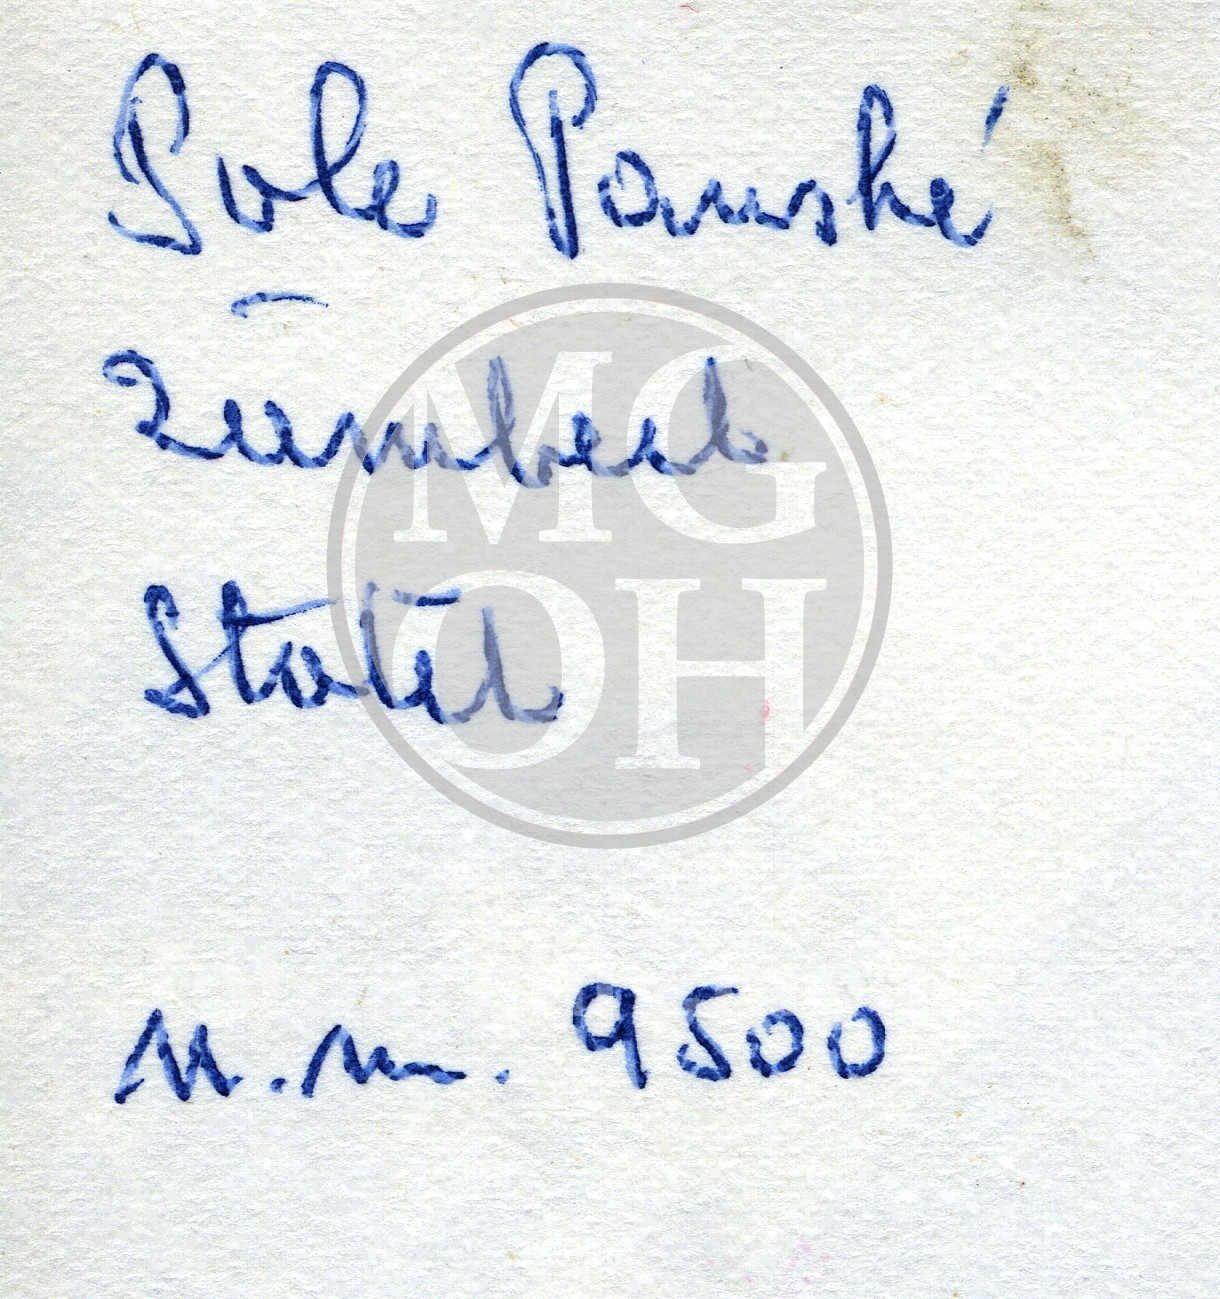 Pole Panské
Žumberk
Statek
MG
OH
M.m. 9500